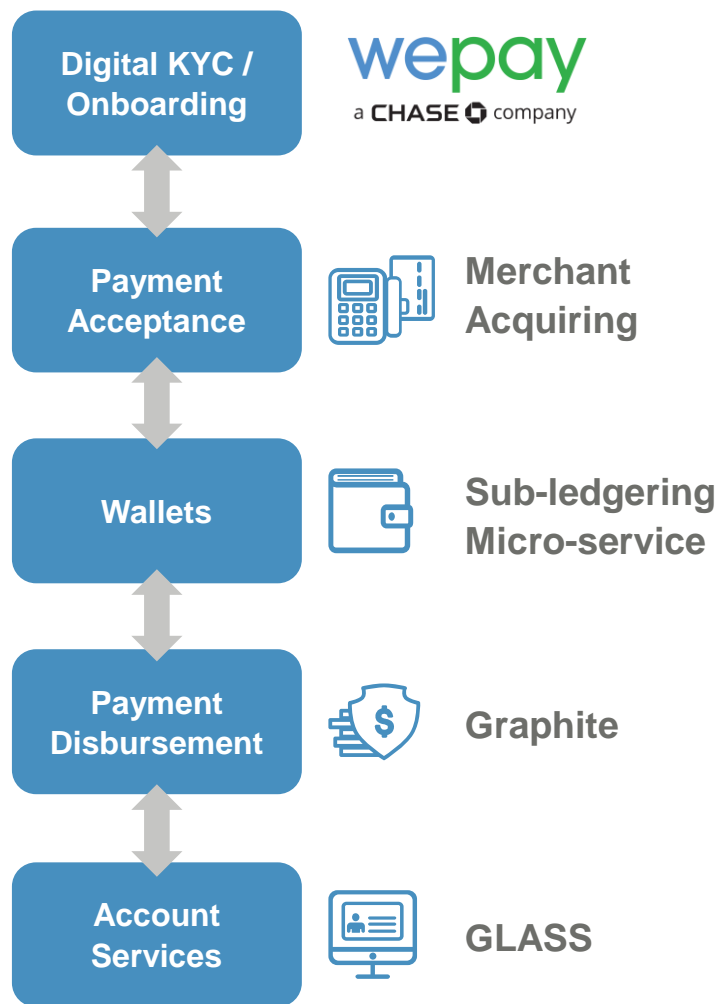 Digital KYC /
Onboarding
wepay
a CHASE company
Payment
Acceptance
Merchant
Acquiring
Wallets
Sub-ledgering
Micro-service
Payment
Disbursement
$
Graphite
Account
Services
GLASS